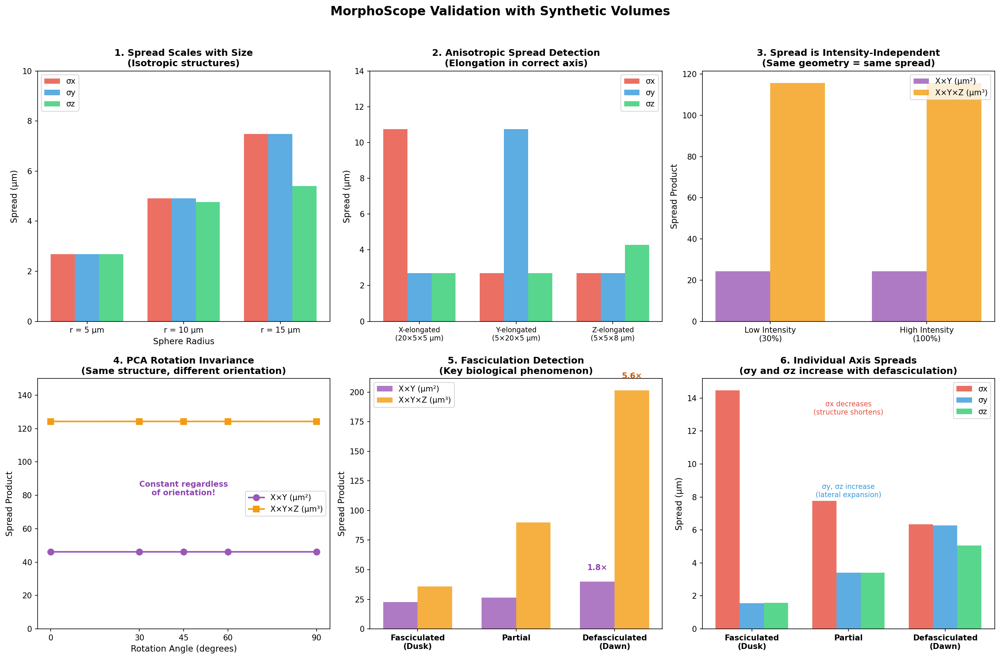 MorphoScope Validation with Synthetic Volumes
1. Spread Scales with Size
(Isotropic structures)
10
8
6
4
2
0
Spread (µm)
σx
σy
σz
r = 5 µm
r = 10 µm
r = 15 µm
Sphere Radius
2. Anisotropic Spread Detection
(Elongation in correct axis)
14
12
10
8
6
4
2
0
Spread (µm)
σx
σy
σz
X-elongated
(20×5×5 µm)
Y-elongated
(5×20×5 µm)
Z-elongated
(5×5×8 µm)
3. Spread is Intensity-Independent
(Same geometry = same spread)
120
100
80
60
40
20
0
Spread Product
X×Y (µm²)
X×Y×Z (µm³)
Low Intensity
(30%)
High Intensity
(100%)
4. PCA Rotation Invariance
(Same structure, different orientation)
140
120
100
80
60
40
20
0
Spread Product
Constant regardless
of orientation!
X×Y (µm²)
X×Y×Z (µm³)
0
30
45
60
90
Rotation Angle (degrees)
5. Fasciculation Detection
(Key biological phenomenon)
200
175
150
125
100
75
50
25
0
Spread Product
X×Y (µm²)
X×Y×Z (µm³)
5.6×
1.8×
Fasciculated
(Dusk)
Partial
Defasciculated
(Dawn)
6. Individual Axis Spreads
(σy and σz increase with defasciculation)
14
12
10
8
6
4
2
0
Spread (µm)
σx
σy
σz
σx decreases
(structure shortens)
σy, σz increase
(lateral expansion)
Fasciculated
(Dusk)
Partial
Defasciculated
(Dawn)